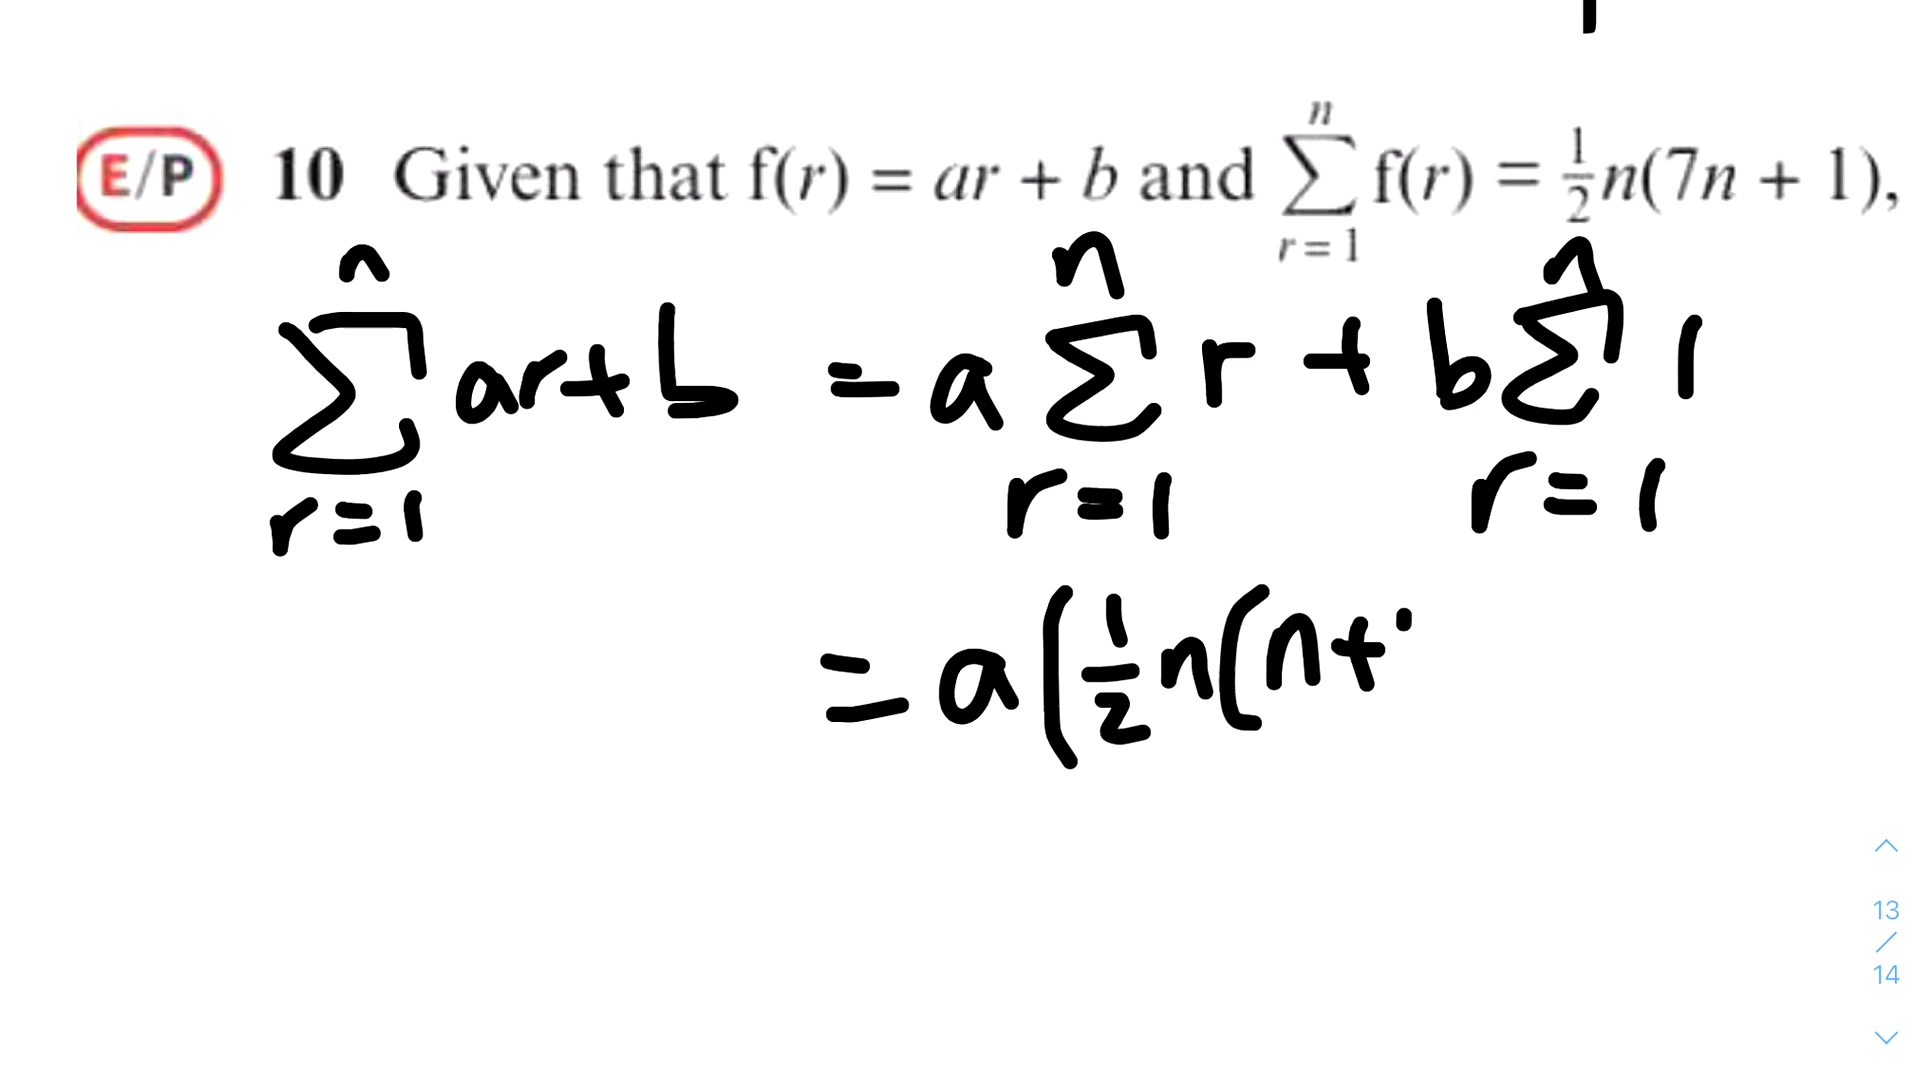 E/P 10 Given that f(r) = ar + b and ∑_{r=1}^{n} f(r) = ½n(7n + 1),
∑_{r=1}^{n} ar+b = a ∑_{r=1}^{n} r + b ∑_{r=1}^{n} 1
= a(½n(n+
13
/
14